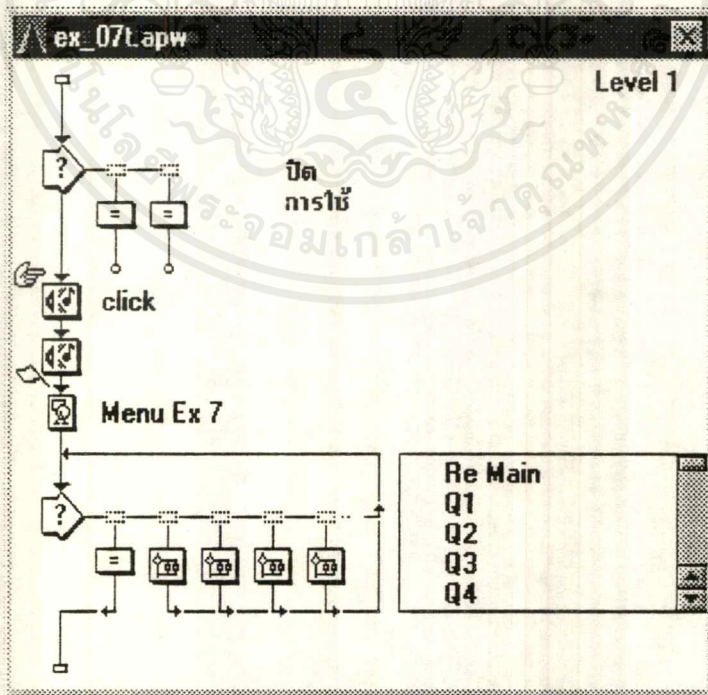 ex_07t.apw
Level 1
?
ปิด
การใช้
= =
click
Menu Ex 7
?
=
Re Main
Q1
Q2
Q3
Q4